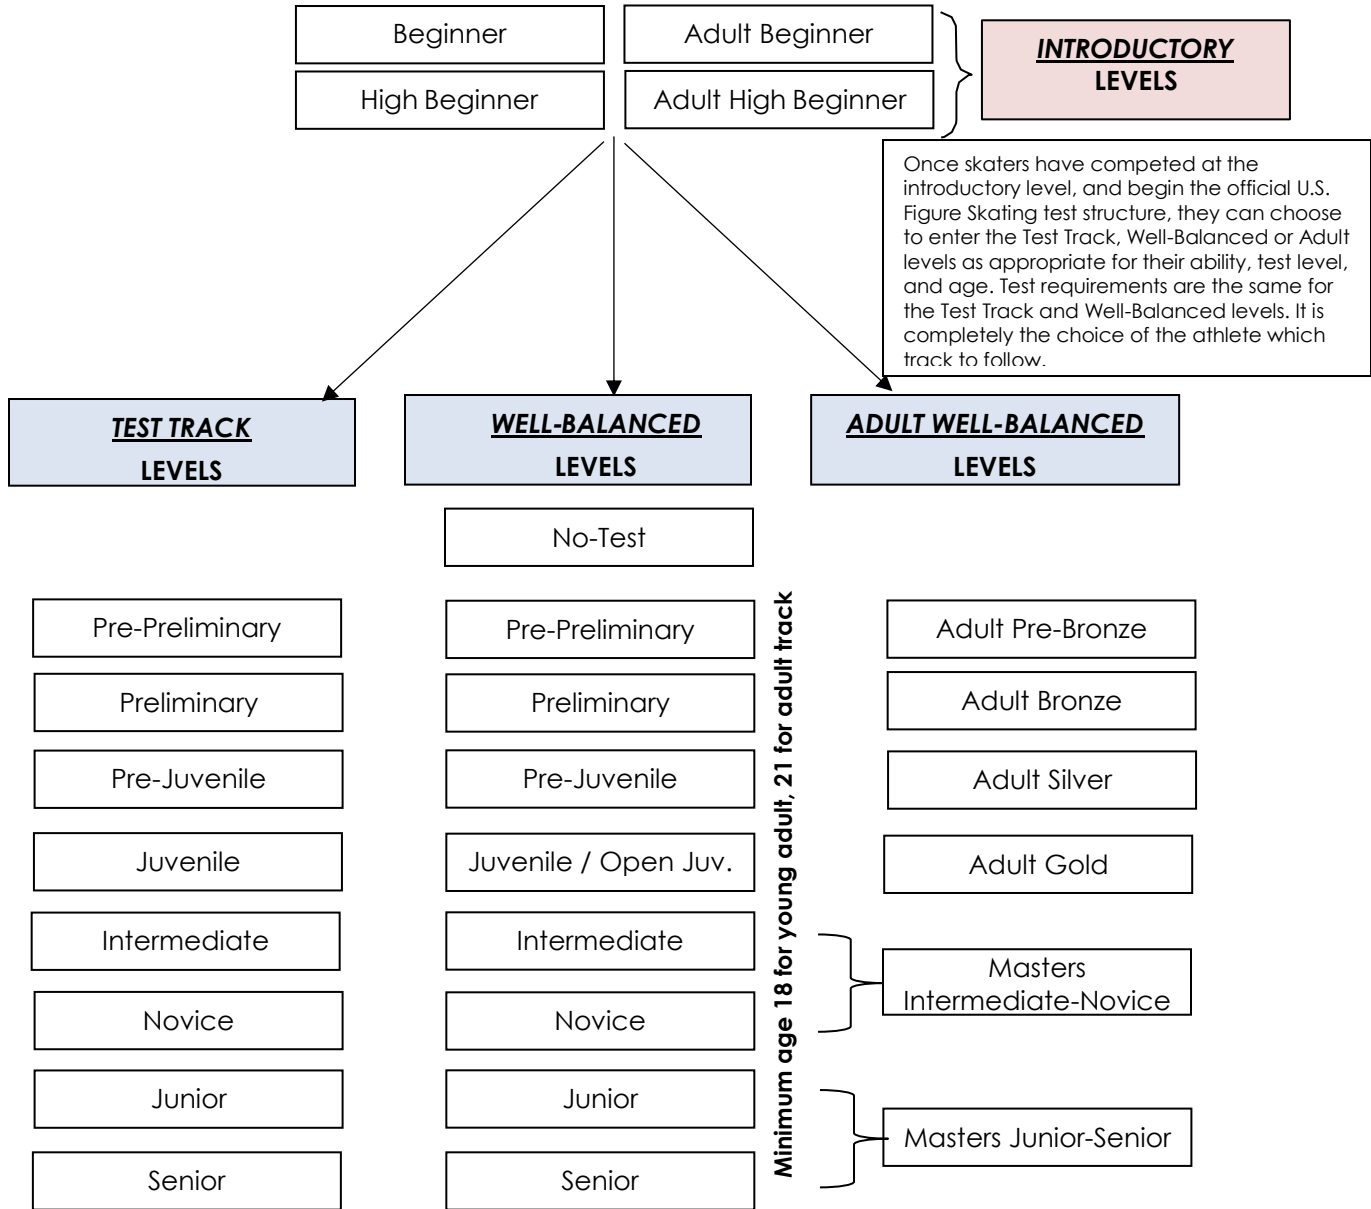 Beginner
Adult Beginner
High Beginner
Adult High Beginner
INTRODUCTORY
LEVELS
Once skaters have competed at the
introductory level, and begin the official U.S.
Figure Skating test structure, they can choose
to enter the Test Track, Well-Balanced or Adult
levels as appropriate for their ability, test level,
and age. Test requirements are the same for
the Test Track and Well-Balanced levels. It is
completely the choice of the athlete which
track to follow.
TEST TRACK
LEVELS
WELL-BALANCED
LEVELS
ADULT WELL-BALANCED
LEVELS
No-Test
Pre-Preliminary
Preliminary
Pre-Juvenile
Juvenile
Intermediate
Novice
Junior
Senior
Pre-Preliminary
Preliminary
Pre-Juvenile
Juvenile / Open Juv.
Intermediate
Novice
Junior
Senior
Minimum age 18 for young adult, 21 for adult track
Adult Pre-Bronze
Adult Bronze
Adult Silver
Adult Gold
Masters
Intermediate-Novice
Masters Junior-Senior